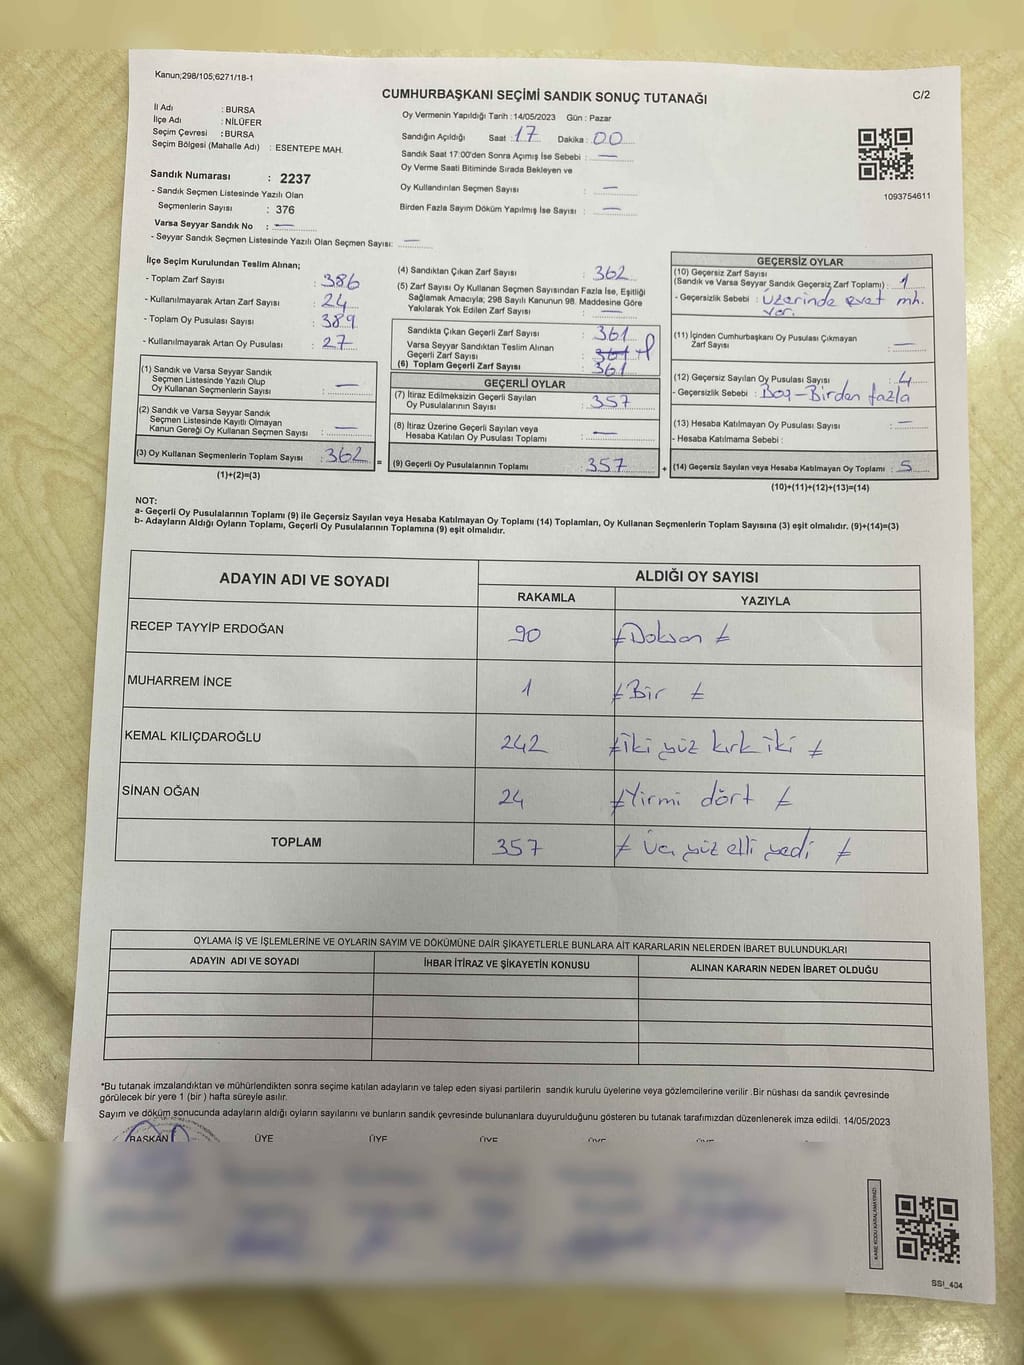 Kanun;298/105;6271/18-1
CUMHURBAŞKANI SEÇİMİ SANDIK SONUÇ TUTANAĞI
C/2
İl Adı : BURSA
İlçe Adı : NİLÜFER
Seçim Çevresi : BURSA
Seçim Bölgesi (Mahalle Adı) : ESENTEPE MAH.
Oy Vermenin Yapıldığı Tarih :14/05/2023 Gün : Pazar
Sandığın Açıldığı Saat : 17 Dakika : 00
Sandık Saat 17:00'den Sonra Açımış İse Sebebi : —
Oy Verme Saati Bitiminde Sırada Bekleyen ve
Oy Kullandırılan Seçmen Sayısı : —
Birden Fazla Sayım Döküm Yapılmış İse Sayısı : —
1093754611
Sandık Numarası : 2237
- Sandık Seçmen Listesinde Yazılı Olan
Seçmenlerin Sayısı : 376
Varsa Seyyar Sandık No : —
- Seyyar Sandık Seçmen Listesinde Yazılı Olan Seçmen Sayısı: —
İlçe Seçim Kurulundan Teslim Alınan;
- Toplam Zarf Sayısı : 386
- Kullanılmayarak Artan Zarf Sayısı : 24
- Toplam Oy Pusulası Sayısı : 389
- Kullanılmayarak Artan Oy Pusulası : 27
(1) Sandık ve Varsa Seyyar Sandık
Seçmen Listesinde Yazılı Olup
Oy Kullanan Seçmenlerin Sayısı : —
(2) Sandık ve Varsa Seyyar Sandık
Seçmen Listesinde Kayıtlı Olmayan
Kanun Gereği Oy Kullanan Seçmen Sayısı : —
(3) Oy Kullanan Seçmenlerin Toplam Sayısı : 362
(1)+(2)=(3)
(4) Sandıktan Çıkan Zarf Sayısı : 362
(5) Zarf Sayısı Oy Kullanan Seçmen Sayısından Fazla İse, Eşitliği
Sağlamak Amacıyla; 298 Sayılı Kanunun 98. Maddesine Göre
Yakılarak Yok Edilen Zarf Sayısı : —
Sandıkta Çıkan Geçerli Zarf Sayısı : 361
Varsa Seyyar Sandıktan Teslim Alınan
Geçerli Zarf Sayısı : 361
(6) Toplam Geçerli Zarf Sayısı : 361
GEÇERLİ OYLAR
(7) İtiraz Edilmeksizin Geçerli Sayılan
Oy Pusulalarının Sayısı : 357
(8) İtiraz Üzerine Geçerli Sayılan veya
Hesaba Katılan Oy Pusulası Toplamı : —
= (9) Geçerli Oy Pusulalarının Toplamı : 357
GEÇERSİZ OYLAR
(10) Geçersiz Zarf Sayısı
(Sandık ve Varsa Seyyar Sandık Geçersiz Zarf Toplamı) : 1
- Geçersizlik Sebebi : Üzerinde evet mh.
var.
(11) İçinden Cumhurbaşkanı Oy Pusulası Çıkmayan
Zarf Sayısı : —
(12) Geçersiz Sayılan Oy Pusulası Sayısı : 4
- Geçersizlik Sebebi : Boş-Birden fazla
(13) Hesaba Katılmayan Oy Pusulası Sayısı : —
- Hesaba Katılmama Sebebi :
+ (14) Geçersiz Sayılan veya Hesaba Katılmayan Oy Toplamı : 5
(10)+(11)+(12)+(13)=(14)
NOT:
a- Geçerli Oy Pusulalarının Toplamı (9) ile Geçersiz Sayılan veya Hesaba Katılmayan Oy Toplamı (14) Toplamları, Oy Kullanan Seçmenlerin Toplam Sayısına (3) eşit olmalıdır. (9)+(14)=(3)
b- Adayların Aldığı Oyların Toplamı, Geçerli Oy Pusulalarının Toplamına (9) eşit olmalıdır.
ADAYIN ADI VE SOYADI ALDIĞI OY SAYISI
RAKAMLA YAZIYLA
RECEP TAYYİP ERDOĞAN 90 ≠Doksan ≠
MUHARREM İNCE 1 ≠Bir ≠
KEMAL KILIÇDAROĞLU 242 ≠İki yüz kırk iki ≠
SİNAN OĞAN 24 ≠Yirmi dört ≠
TOPLAM 357 ≠ Üç yüz elli yedi ≠
OYLAMA İŞ VE İŞLEMLERİNE VE OYLARIN SAYIM VE DÖKÜMÜNE DAİR ŞİKAYETLERLE BUNLARA AİT KARARLARIN NELERDEN İBARET BULUNDUKLARI
ADAYIN ADI VE SOYADI İHBAR İTİRAZ VE ŞİKAYETİN KONUSU ALINAN KARARIN NEDEN İBARET OLDUĞU
*Bu tutanak imzalandıktan ve mühürlendikten sonra seçime katılan adayların ve talep eden siyasi partilerin sandık kurulu üyelerine veya gözlemcilerine verilir .Bir nüshası da sandık çevresinde
görülecek bir yere 1 (bir ) hafta süreyle asılır.
Sayım ve döküm sonucunda adayların aldığı oyların sayılarını ve bunların sandık çevresinde bulunanlara duyurulduğunu gösteren bu tutanak tarafımızdan düzenlenerek imza edildi. 14/05/2023
BAŞKAN ÜYE ÜYE ÜYE ÜYE ÜYE
KARE KODU KARALAMAYINIZ!
SSI_404